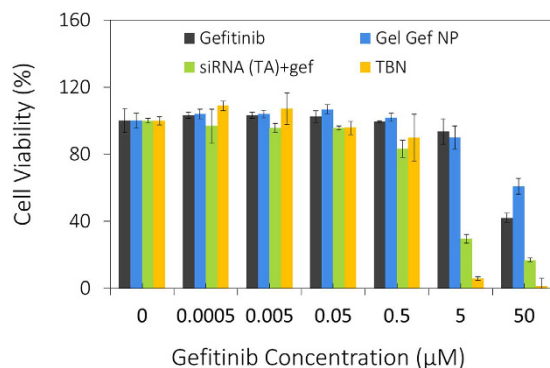 160
120
80
40
0
Cell Viability (%)
Gefitinib
Gel Gef NP
siRNA (TA)+gef
TBN
0 0.0005 0.005 0.05 0.5 5 50
Gefitinib Concentration (µM)